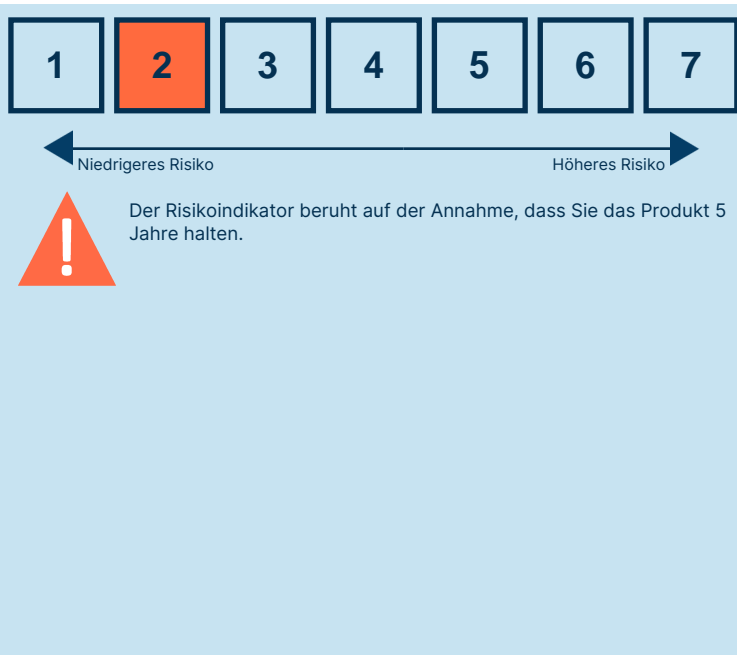 1 2 3 4 5 6 7
Niedrigeres Risiko Höheres Risiko
Der Risikoindikator beruht auf der Annahme, dass Sie das Produkt 5
Jahre halten.